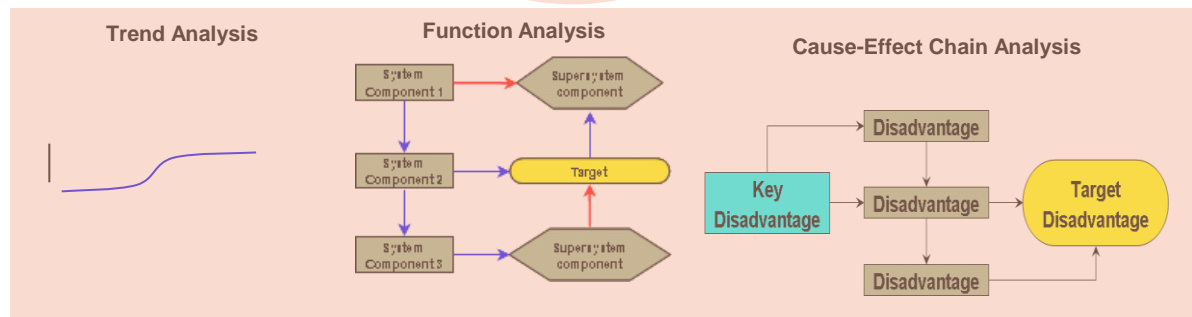 Trend Analysis
Function Analysis
System
Component 1
Supersystem
component
System
Component 2
Target
System
Component 3
Supersystem
component
Cause-Effect Chain Analysis
Disadvantage
Key
Disadvantage
Disadvantage
Target
Disadvantage
Disadvantage